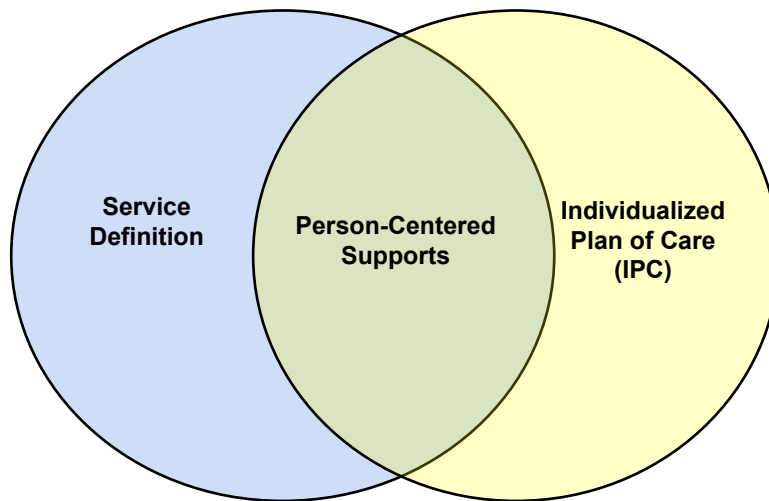 Service
Definition
Person-Centered
Supports
Individualized
Plan of Care
(IPC)